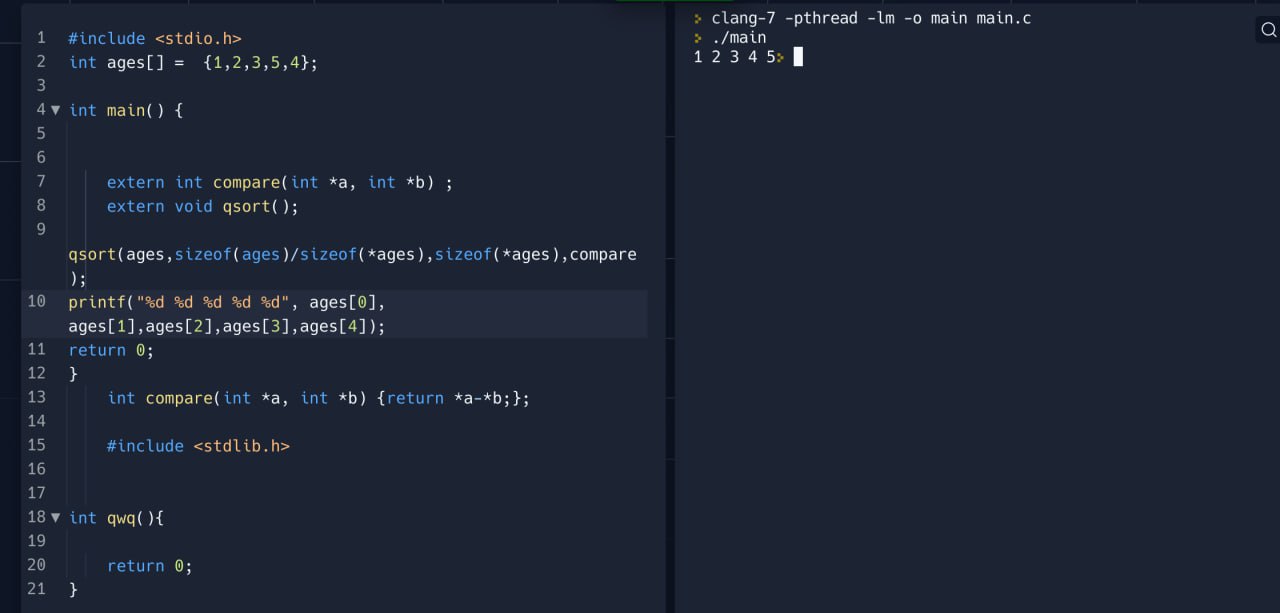 1 #include <stdio.h>
2 int ages[] =  {1,2,3,5,4};
3
4 ▼ int main() {
5
6
7     extern int compare(int *a, int *b) ;
8     extern void qsort();
9
qsort(ages,sizeof(ages)/sizeof(*ages),sizeof(*ages),compare
);
10 printf("%d %d %d %d %d", ages[0],
ages[1],ages[2],ages[3],ages[4]);
11 return 0;
12 }
13     int compare(int *a, int *b) {return *a-*b;};
14
15     #include <stdlib.h>
16
17
18 ▼ int qwq(){
19
20     return 0;
21 }
clang-7 -pthread -lm -o main main.c
./main
1 2 3 4 5